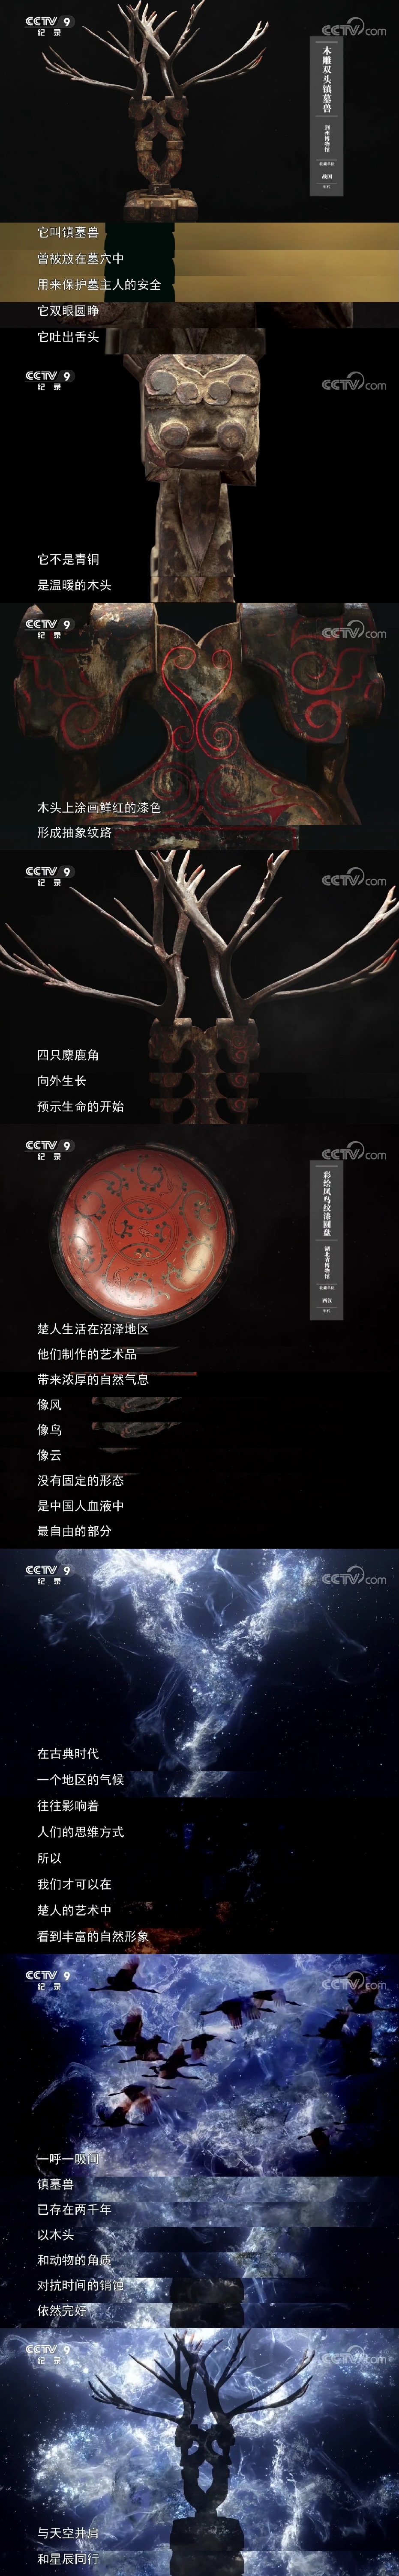 CCTV 9
纪 录
CCTV.com
木雕双头镇墓兽
荆州博物馆
收藏単位
战国
年代
它叫镇墓兽
曾被放在墓穴中
用来保护墓主人的安全
它双眼圆睁
它吐出舌头
CCTV 9
纪 录
CCTV.com
它不是青铜
是温暖的木头
CCTV 9
纪 录
CCTV.com
木头上涂画鲜红的漆色
形成抽象纹路
CCTV 9
纪 录
CCTV.com
四只麋鹿角
向外生长
预示生命的开始
CCTV 9
纪 录
CCTV.com
彩绘凤鸟纹漆圆盘
湖北省博物馆
西汉
年代
楚人生活在沼泽地区
他们制作的艺术品
带来浓厚的自然气息
像风
像鸟
像云
没有固定的形态
是中国人血液中
最自由的部分
CCTV 9
纪 录
CCTV.com
在古典时代
一个地区的气候
往往影响着
人们的思维方式
所以
我们才可以在
楚人的艺术中
看到丰富的自然形象
CCTV 9
纪 录
CCTV.com
一呼一吸间
镇墓兽
已存在两千年
以木头
和动物的角质
对抗时间的销蚀
依然完好
CCTV 9
纪 录
CCTV.com
与天空并肩
和星辰同行